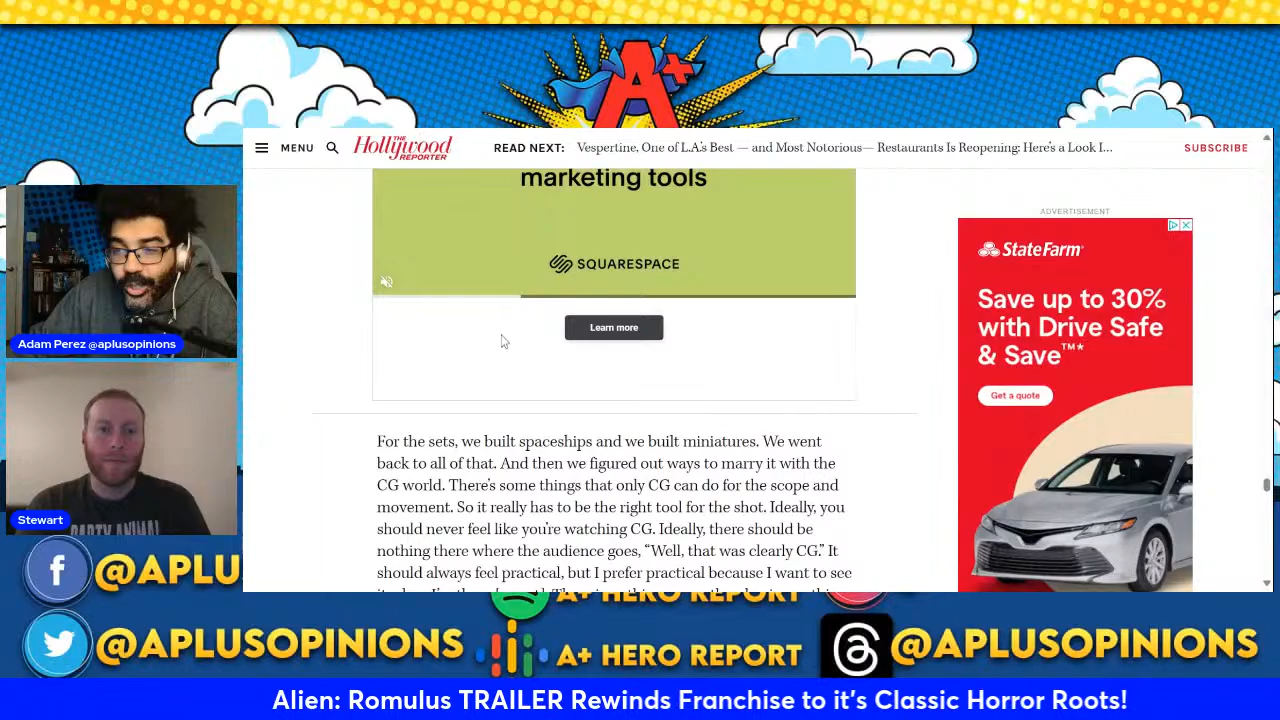 A+
MENU
THE
Hollywood
REPORTER
READ NEXT:
Vespertine, One of L.A.'s Best — and Most Notorious— Restaurants Is Reopening: Here's a Look I...
SUBSCRIBE
marketing tools
SQUARESPACE
Learn more
ADVERTISEMENT
StateFarm
Save up to 30%
with Drive Safe
& Save™*
Get a quote
Adam Perez @aplusopinions
PARTY ANIMAL
Stewart
For the sets, we built spaceships and we built miniatures. We went
back to all of that. And then we figured out ways to marry it with the
CG world. There's some things that only CG can do for the scope and
movement. So it really has to be the right tool for the shot. Ideally, you
should never feel like you're watching CG. Ideally, there should be
nothing there where the audience goes, “Well, that was clearly CG.” It
should always feel practical, but I prefer practical because I want to see
@APLU
A+ HERO REPORT
@APLUSOPINIONS
A+ HERO REPORT
@APLUSOPINIONS
Alien: Romulus TRAILER Rewinds Franchise to it's Classic Horror Roots!